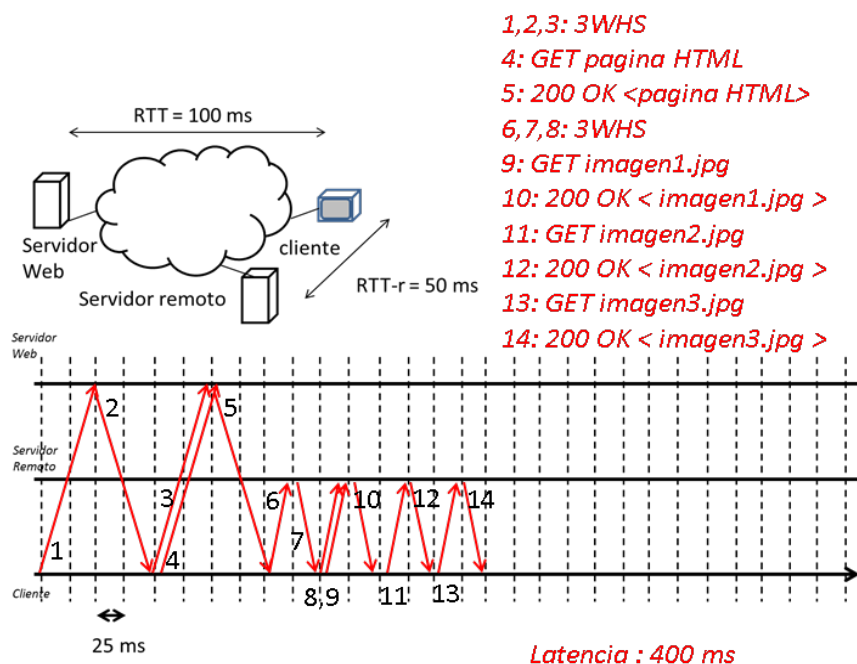 1,2,3: 3WHS
4: GET pagina HTML
5: 200 OK <pagina HTML>
6,7,8: 3WHS
9: GET imagen1.jpg
10: 200 OK < imagen1.jpg >
11: GET imagen2.jpg
12: 200 OK < imagen2.jpg >
13: GET imagen3.jpg
14: 200 OK < imagen3.jpg >
RTT = 100 ms
Servidor
Web
cliente
Servidor remoto
RTT-r = 50 ms
Servidor
Web
2
5
Servidor
Remoto
3
6
10
12
14
1
4
7
8,9
11
13
Cliente
25 ms
Latencia : 400 ms